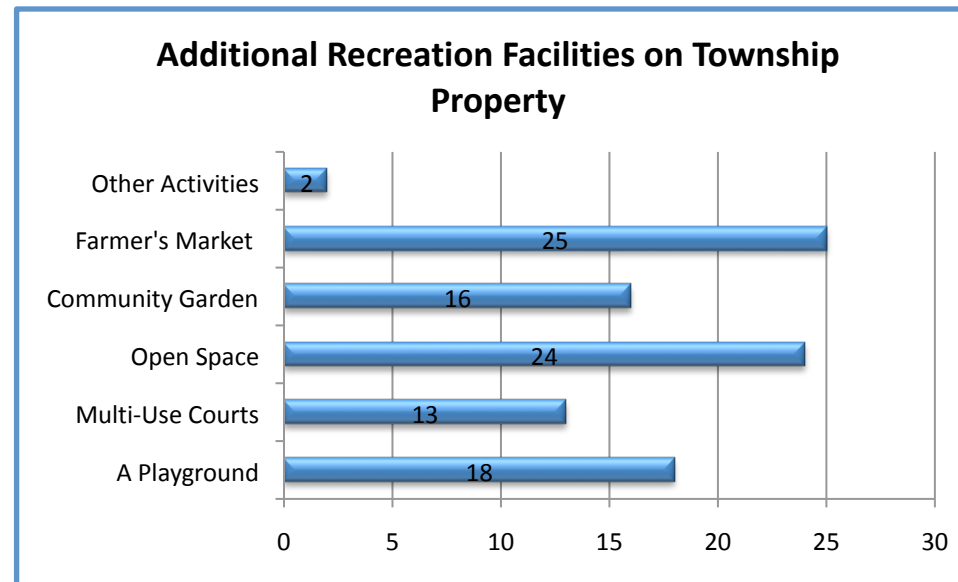 Additional Recreation Facilities on Township
Property
Other Activities
2
Farmer's Market
25
Community Garden
16
Open Space
24
Multi-Use Courts
13
A Playground
18
0 5 10 15 20 25 30